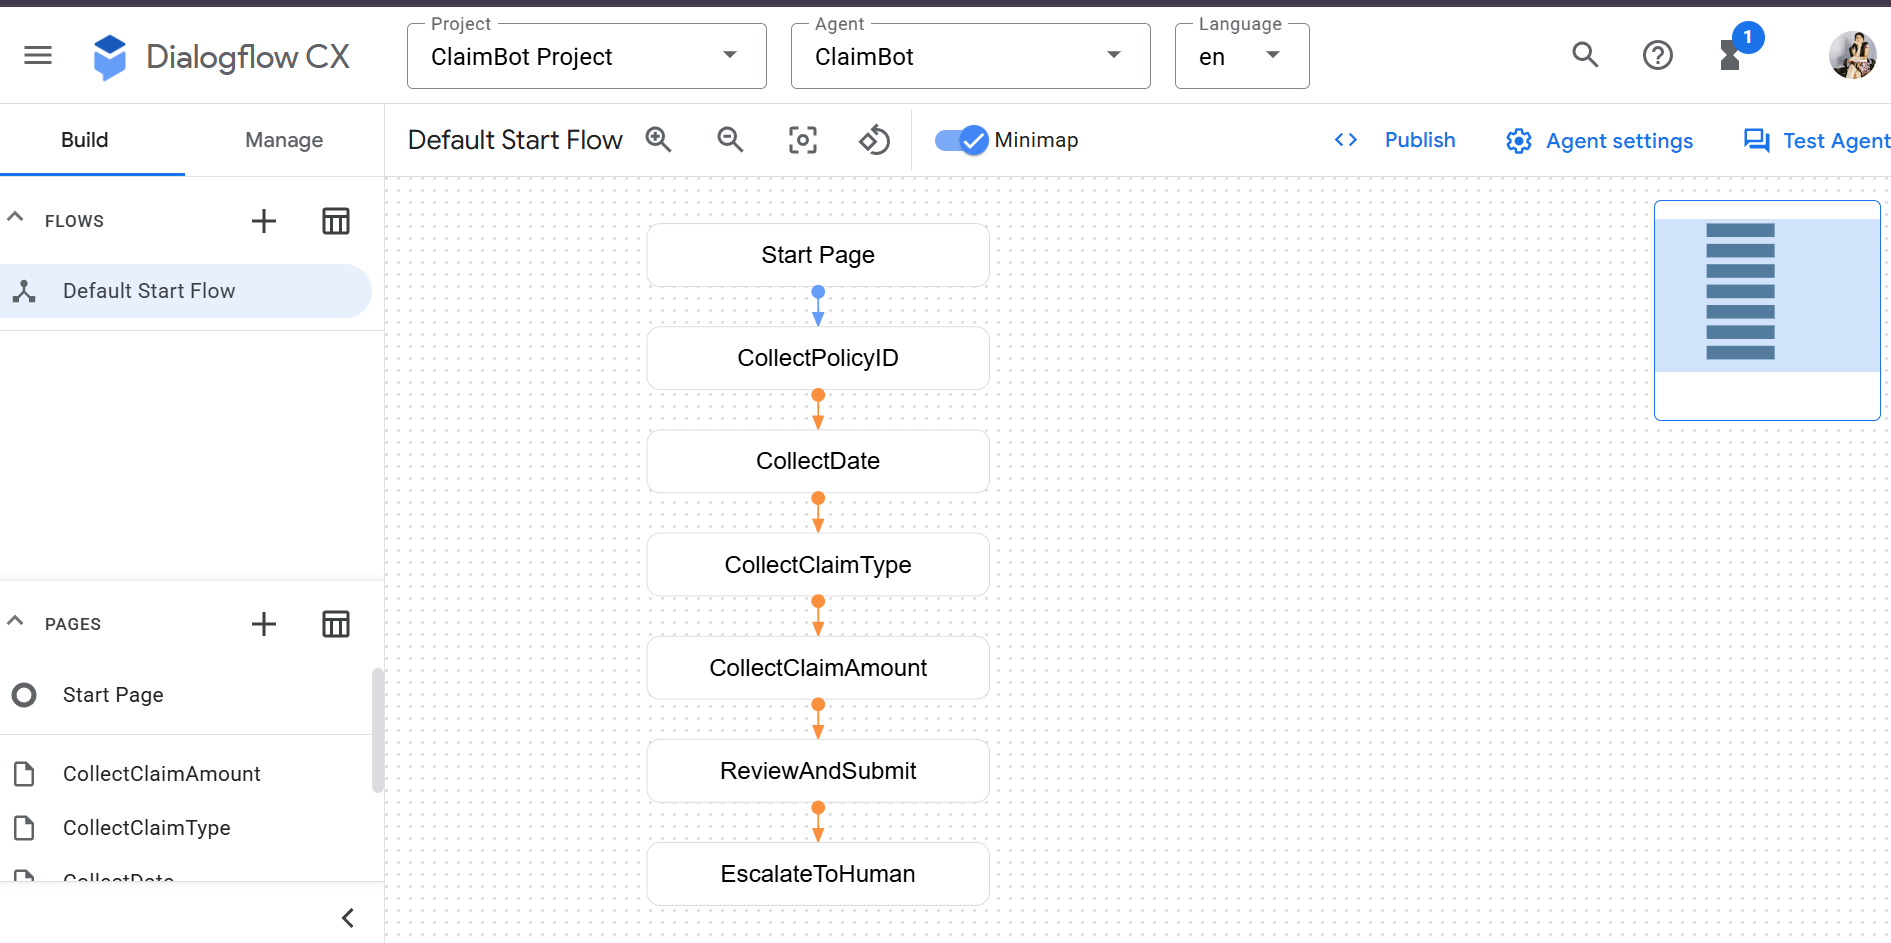 Project
Agent
Language
Dialogflow CX
ClaimBot Project
ClaimBot
en
1
Build
Manage
Default Start Flow
Minimap
Publish
Agent settings
Test Agent
FLOWS
Default Start Flow
PAGES
Start Page
CollectClaimAmount
CollectClaimType
CollectDate
Start Page
CollectPolicyID
CollectDate
CollectClaimType
CollectClaimAmount
ReviewAndSubmit
EscalateToHuman